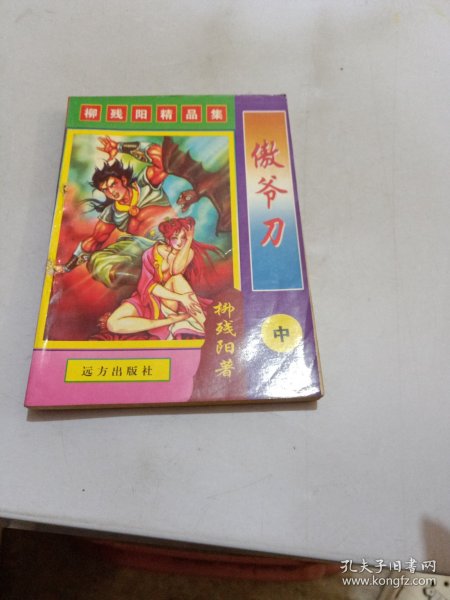 柳残阳精品集
傲爷刀
柳残阳著
中
远方出版社
孔夫子旧书网
www.kongfz.com